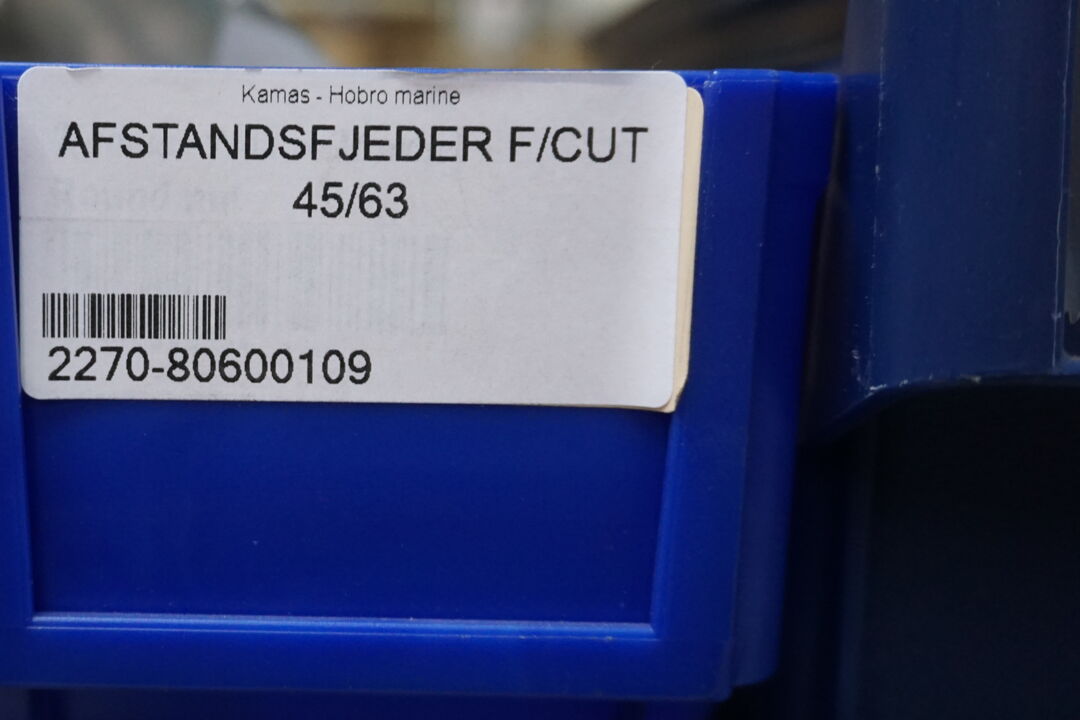 Kamas - Hobro marine
AFSTANDSFJEDER F/CUT
45/63
2270-80600109